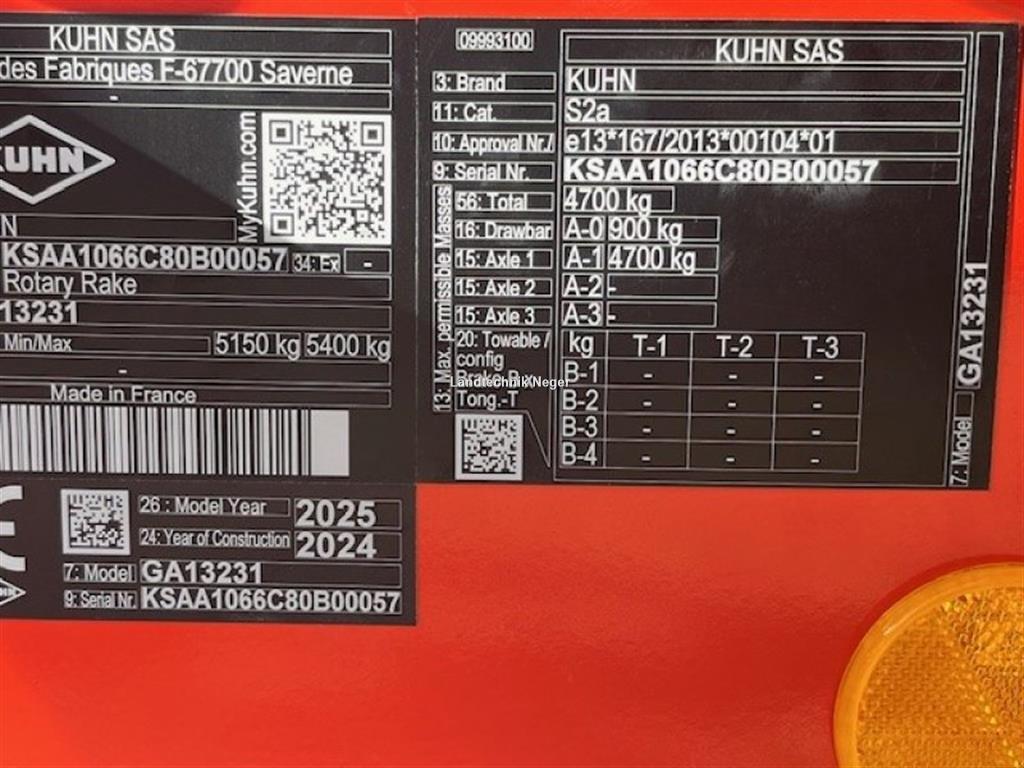 KUHN SAS
des Fabriques F-67700 Saverne
-
KUHN
MyKuhn.com
N
KSAA1066C80B00057 34: Ex -
Rotary Rake
13231
Min/Max 5150 kg 5400 kg
-
Made in France
26 : Model Year 2025
24: Year of Construction 2024
7: Model GA13231
9: Serial Nr. KSAA1066C80B00057
09993100 KUHN SAS
3: Brand KUHN
11: Cat. S2a
10: Approval Nr./ e13*167/2013*00104*01
9: Serial Nr. KSAA1066C80B00057
13: Max. permissible Masses
56: Total 4700 kg
16: Drawbar A-0 900 kg
15: Axle 1 A-1 4700 kg
15: Axle 2 A-2 -
15: Axle 3 A-3 -
20: Towable / kg T-1 T-2 T-3
config
Brake-B B-1 - - -
Tong.-T B-2 - - -
B-3 - - -
B-4 - - -
7: Model GA13231
Landtechnik Neger